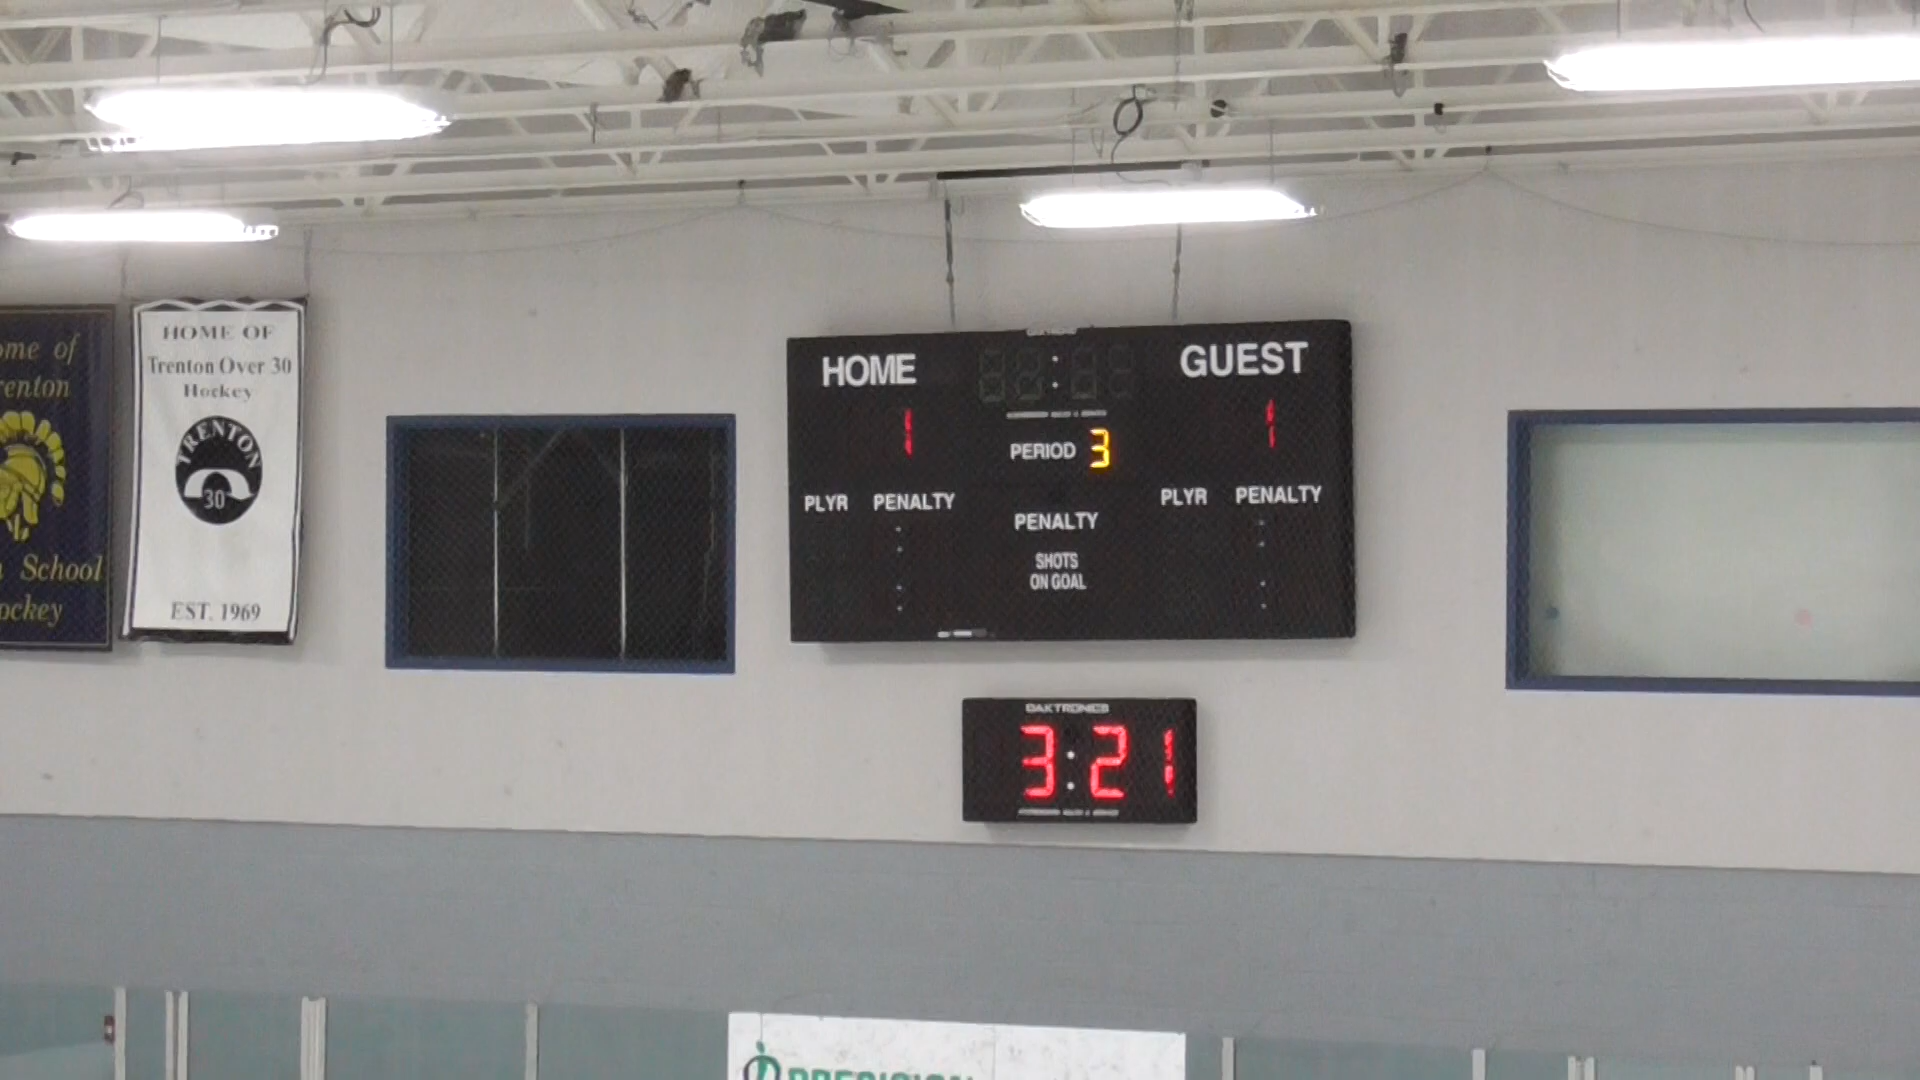 ome of
renton
School
ockey
HOME OF
Trenton Over 30
Hockey
TRENTON
30
EST. 1969
HOME
GUEST
1
1
PERIOD 3
PLYR PENALTY
PLYR PENALTY
PENALTY
SHOTS
ON GOAL
DAKTRONICS
3:21
PRECISION